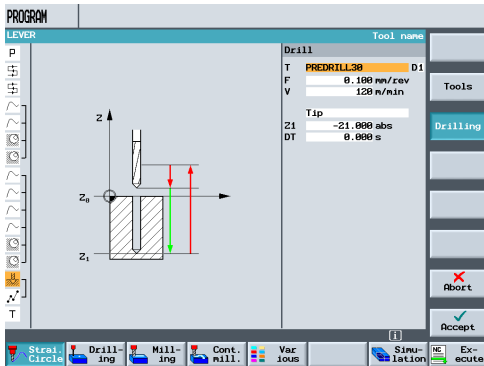 PROGRAM
LEVER
Tool name
P
Drill
T PREDRILL30 D1
F 0.100 mm/rev
V 120 m/min
Tip
Z1 -21.000 abs
DT 0.000 s
Z
Z0
Z1
T
Tools
Drilling
Abort
Accept
i
Strai.
Circle
Drill-
ing
Mill-
ing
Cont.
mill.
Var
ious
Simu-
lation
NC
Ex-
ecute